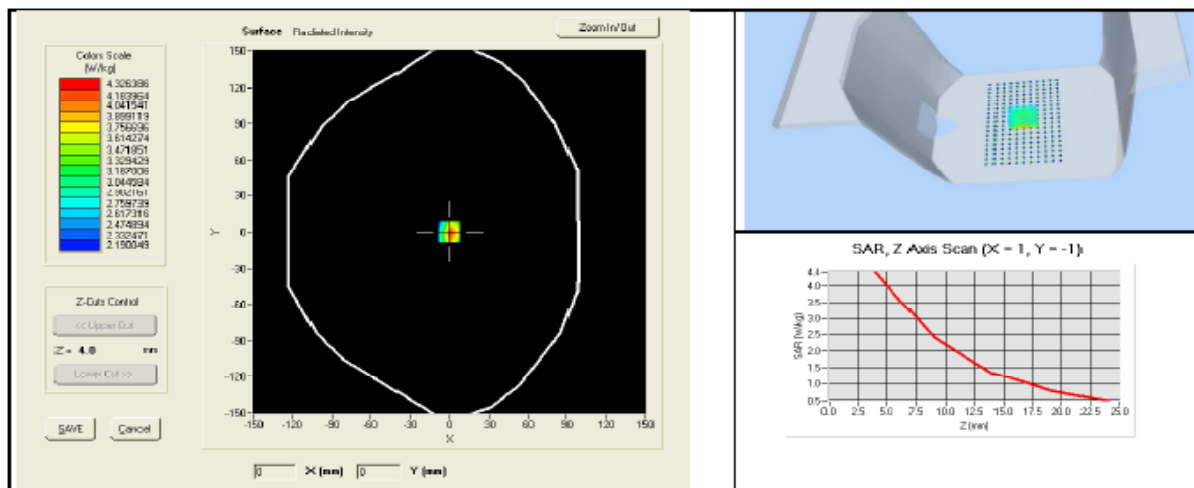 Surface Radiated Intensity
Zoom In/Out
Colors Scale
(W/kg)
4.326386
4.183964
4.041541
3.899119
3.756696
3.614274
3.471851
3.329429
3.187006
3.044584
2.902161
2.759739
2.617316
2.474894
2.332471
2.190049
Z-Cuts Control
<< Upper Cut
Z = 4.0 mm
Lower Cut >>
SAVE
Cancel
150
90
60
30
Y
0
-30
-60
-90
-120
-150
-150 -120 -90 -60 -30 0 30 60 90 120 150
X
0 X (mm) 0 Y (mm)
SAR, Z Axis Scan (X = 1, Y = -1)
SAR (W/kg)
4.4
3.5
3.0
2.5
2.0
1.5
1.0
0.5
0.0 2.5 5.0 7.5 10.0 12.5 15.0 17.5 20.0 22.5 25.0
Z (mm)